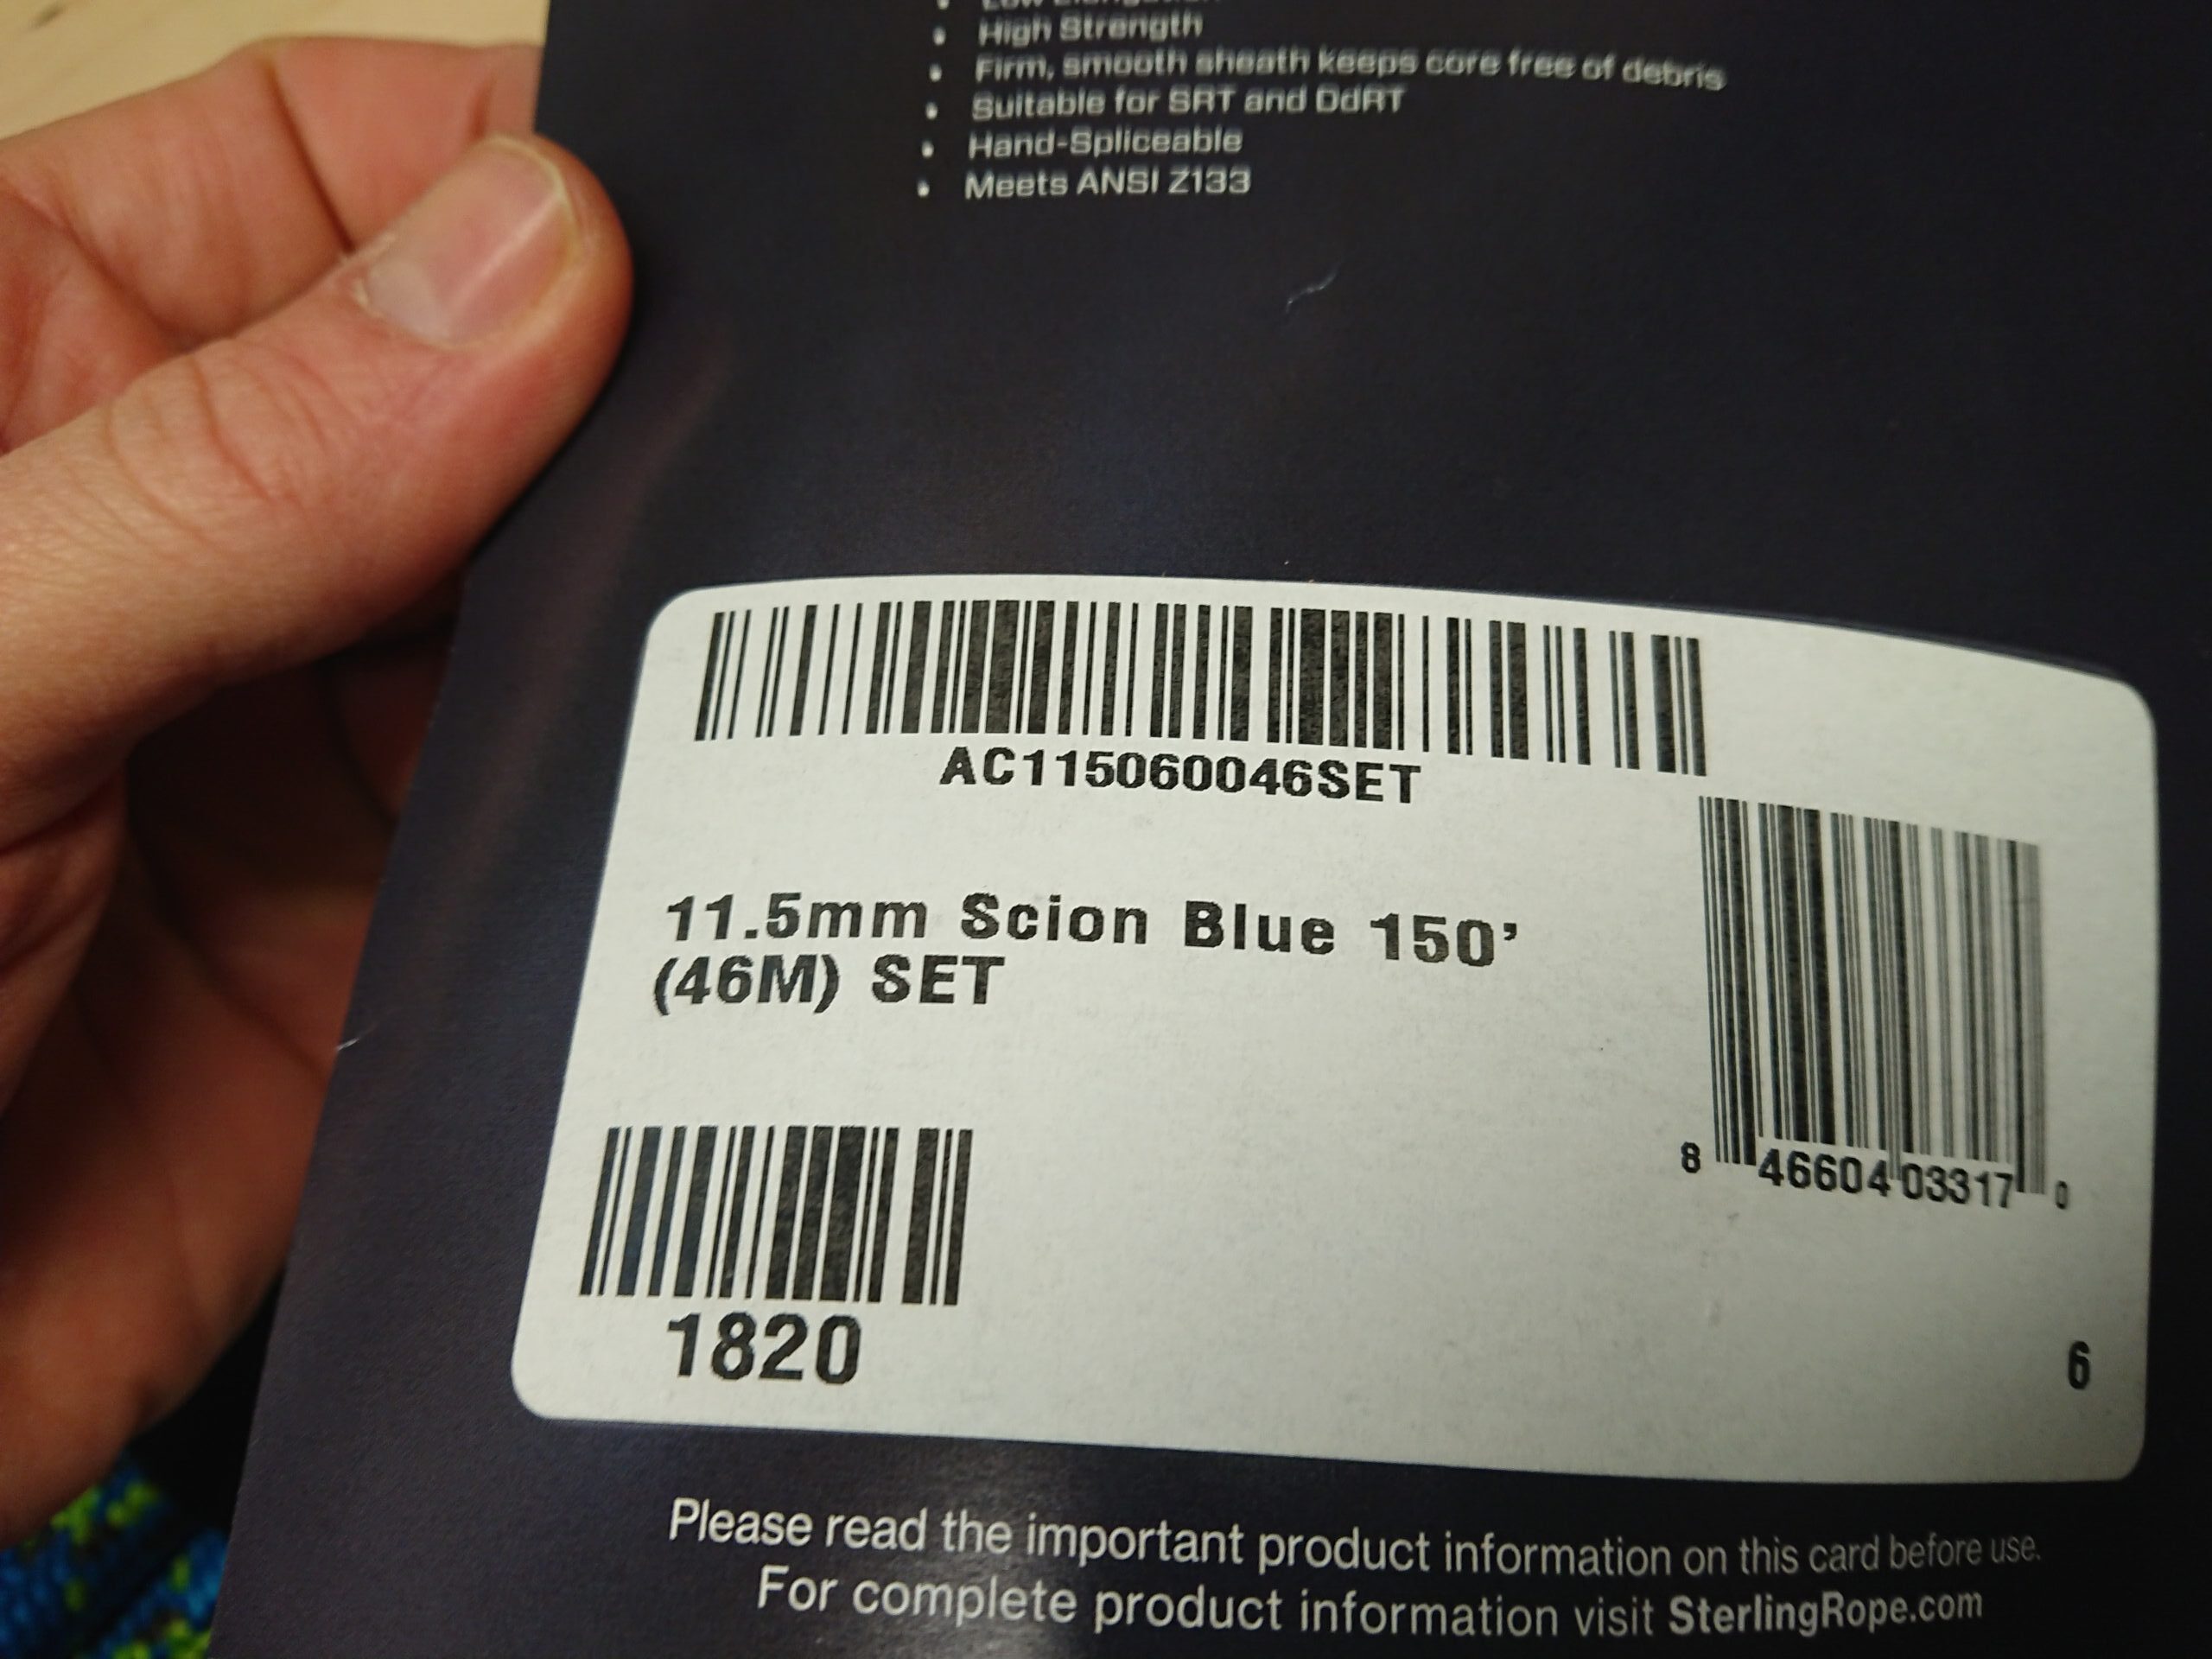 Low Elongation
• High Strength
• Firm, smooth sheath keeps core free of debris
• Suitable for SRT and DdRT
• Hand-Spliceable
• Meets ANSI Z133
AC115060046SET
11.5mm Scion Blue 150’
(46M) SET
8 46604 03317 0
1820
6
Please read the important product information on this card before use.
For complete product information visit SterlingRope.com